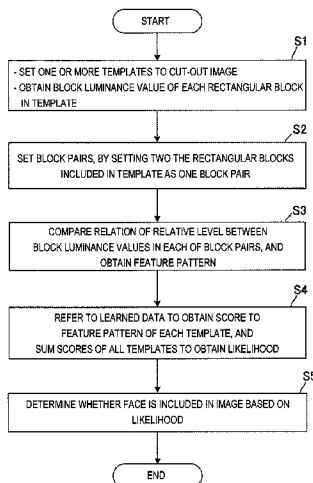 START
S1
- SET ONE OR MORE TEMPLATES TO CUT-OUT IMAGE
- OBTAIN BLOCK LUMINANCE VALUE OF EACH RECTANGULAR BLOCK
IN TEMPLATE
S2
SET BLOCK PAIRS, BY SETTING TWO THE RECTANGULAR BLOCKS
INCLUDED IN TEMPLATE AS ONE BLOCK PAIR
S3
COMPARE RELATION OF RELATIVE LEVEL BETWEEN
BLOCK LUMINANCE VALUES IN EACH OF BLOCK PAIRS, AND
OBTAIN FEATURE PATTERN
S4
REFER TO LEARNED DATA TO OBTAIN SCORE TO
FEATURE PATTERN OF EACH TEMPLATE, AND
SUM SCORES OF ALL TEMPLATES TO OBTAIN LIKELIHOOD
S5
DETERMINE WHETHER FACE IS INCLUDED IN IMAGE BASED ON
LIKELIHOOD
END